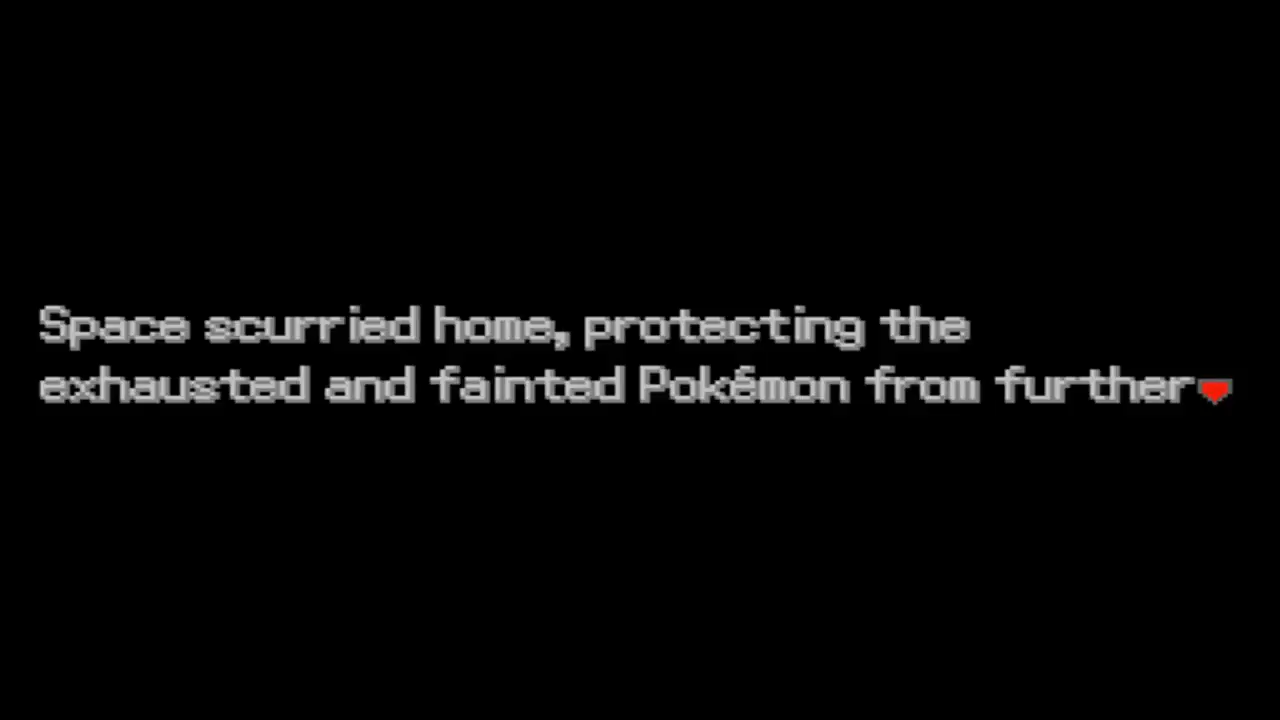 Space scurried home, protecting the
exhausted and fainted Pokémon from further